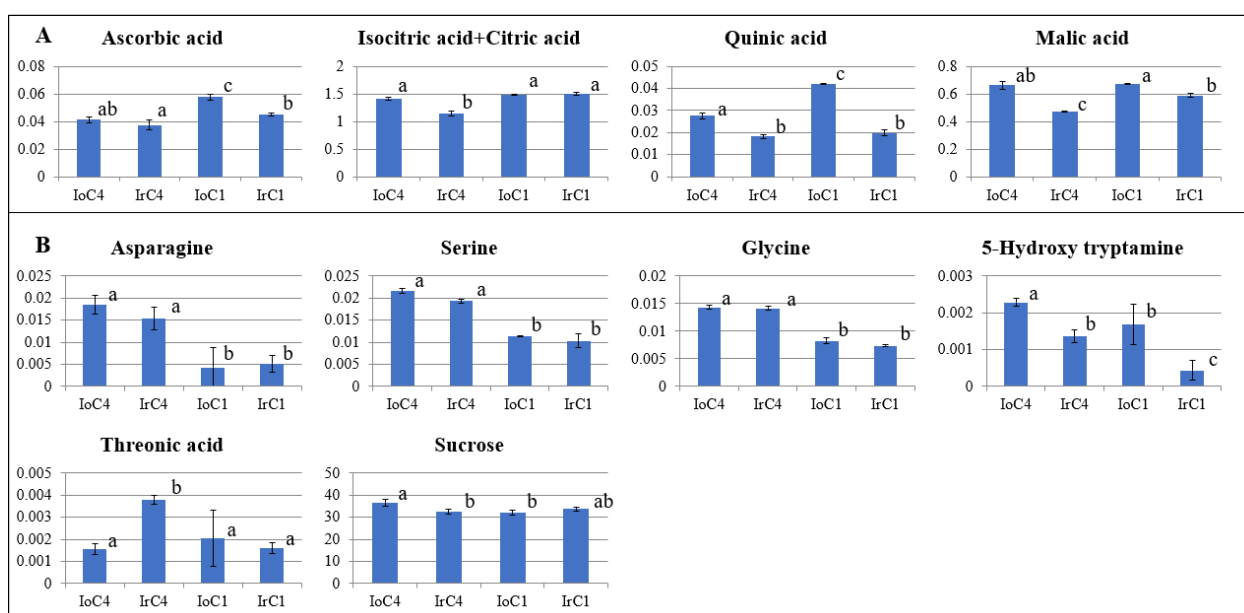 A
Ascorbic acid
0.08
0.06
0.04
0.02
0
ab
a
c
b
IoC4 IrC4 IoC1 IrC1
Isocitric acid+Citric acid
2
1.5
1
0.5
0
a
b
a
a
IoC4 IrC4 IoC1 IrC1
Quinic acid
0.05
0.04
0.03
0.02
0.01
0
a
b
c
b
IoC4 IrC4 IoC1 IrC1
Malic acid
0.8
0.6
0.4
0.2
0
ab
c
a
b
IoC4 IrC4 IoC1 IrC1
B
Asparagine
0.025
0.02
0.015
0.01
0.005
0
a
a
b
b
IoC4 IrC4 IoC1 IrC1
Serine
0.025
0.02
0.015
0.01
0.005
0
a
a
b
b
IoC4 IrC4 IoC1 IrC1
Glycine
0.02
0.015
0.01
0.005
0
a
a
b
b
IoC4 IrC4 IoC1 IrC1
5-Hydroxy tryptamine
0.003
0.002
0.001
0
a
b
b
c
IoC4 IrC4 IoC1 IrC1
Threonic acid
0.005
0.004
0.003
0.002
0.001
0
a
b
a
a
IoC4 IrC4 IoC1 IrC1
Sucrose
50
40
30
20
10
0
a
b
b
ab
IoC4 IrC4 IoC1 IrC1